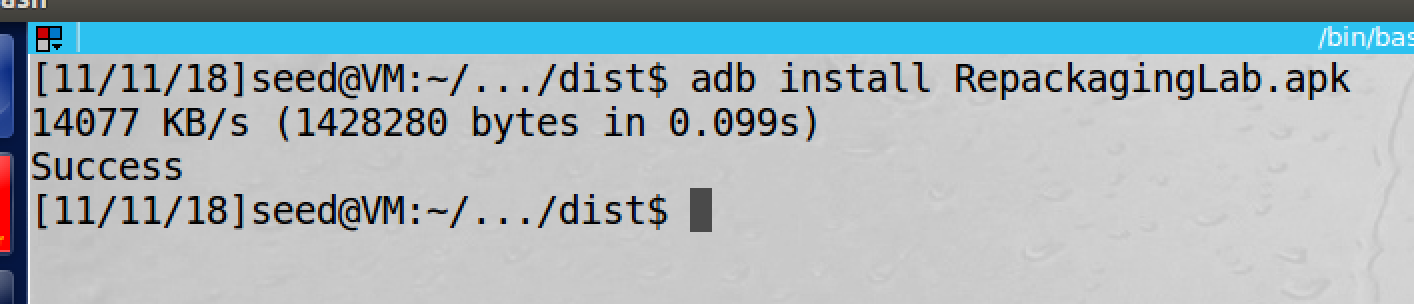 /bin/bas
[11/11/18]seed@VM:~/.../dist$ adb install RepackagingLab.apk
14077 KB/s (1428280 bytes in 0.099s)
Success
[11/11/18]seed@VM:~/.../dist$